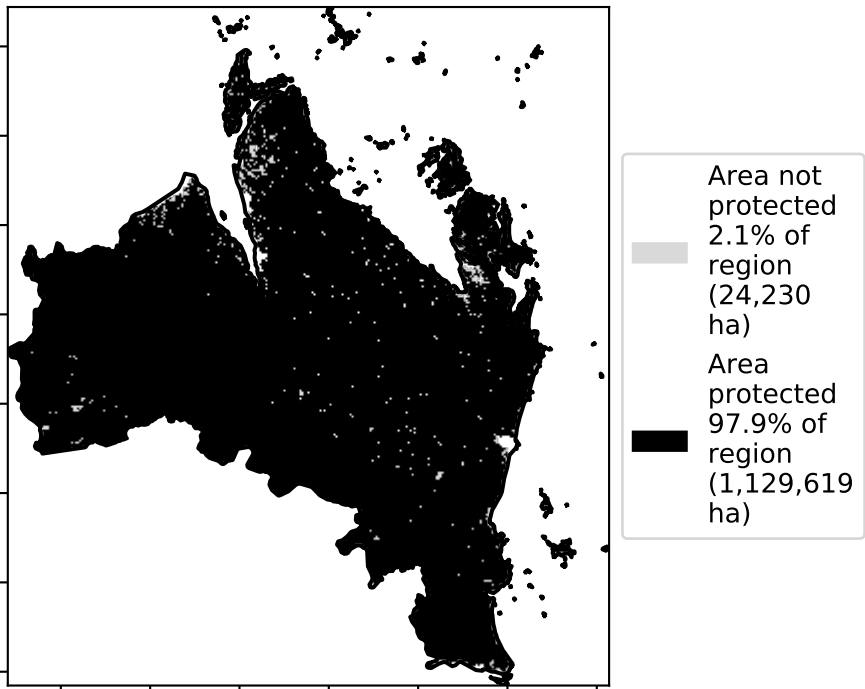 Area not
protected
2.1% of
region
(24,230
ha)
Area
protected
97.9% of
region
(1,129,619
ha)